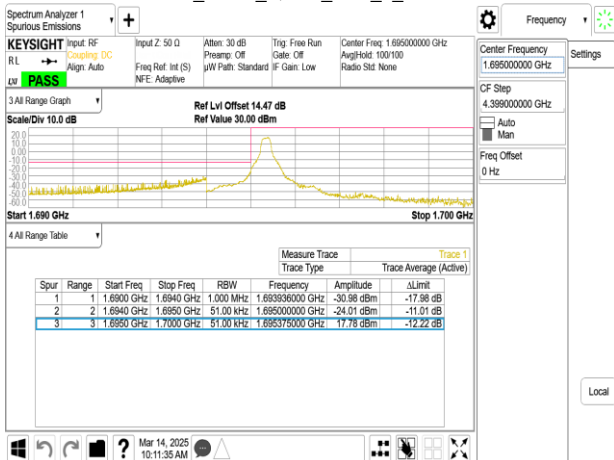 Spectrum Analyzer 1
Spurious Emissions
+
Frequency
Settings
KEYSIGHT
RL
PASS
Input: RF
Coupling: DC
Align: Auto
Input Z: 50 Ω
Freq Ref: Int (S)
NFE: Adaptive
Atten: 30 dB
Preamp: Off
µW Path: Standard
Trig: Free Run
Gate: Off
IF Gain: Low
Center Freq: 1.695000000 GHz
Avg|Hold: 100/100
Radio Std: None
Center Frequency
1.695000000 GHz
CF Step
4.399000000 GHz
Auto
Man
Freq Offset
0 Hz
Local
3 All Range Graph
Scale/Div 10.0 dB
Ref Lvl Offset 14.47 dB
Ref Value 30.00 dBm
20.0
10.0
0.00
-10.0
-20.0
-30.0
-40.0
-50.0
-60.0
Start 1.690 GHz
Stop 1.700 GHz
4 All Range Table
Measure Trace Trace 1
Trace Type Trace Average (Active)
Spur Range Start Freq Stop Freq RBW Frequency Amplitude ΔLimit
1 1 1.6900 GHz 1.6940 GHz 1.000 MHz 1.693936000 GHz -30.98 dBm -17.98 dB
2 2 1.6940 GHz 1.6950 GHz 51.00 kHz 1.695000000 GHz -24.01 dBm -11.01 dB
3 3 1.6950 GHz 1.7000 GHz 51.00 kHz 1.695375000 GHz 17.78 dBm -12.22 dB
?
Mar 14, 2025
10:11:35 AM